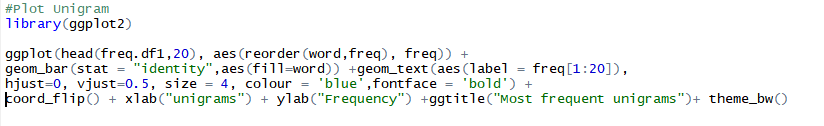 #Plot Unigram
library(ggplot2)
ggplot(head(freq.df1,20), aes(reorder(word,freq), freq)) +
geom_bar(stat = "identity",aes(fill=word)) +geom_text(aes(label = freq[1:20]),
hjust=0, vjust=0.5, size = 4, colour = 'blue',fontface = 'bold') +
coord_flip() + xlab("unigrams") + ylab("Frequency") +ggtitle("Most frequent unigrams")+ theme_bw()